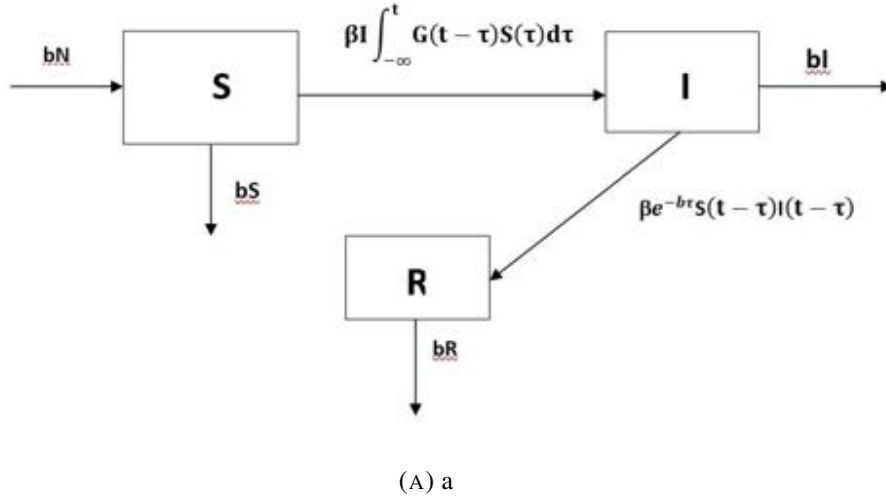 βI ∫_{-∞}^{t} G(t − τ)S(τ)dτ
bN
S
I
bI
bS
βe^{−bτ}S(t − τ)I(t − τ)
R
bR
(A) a